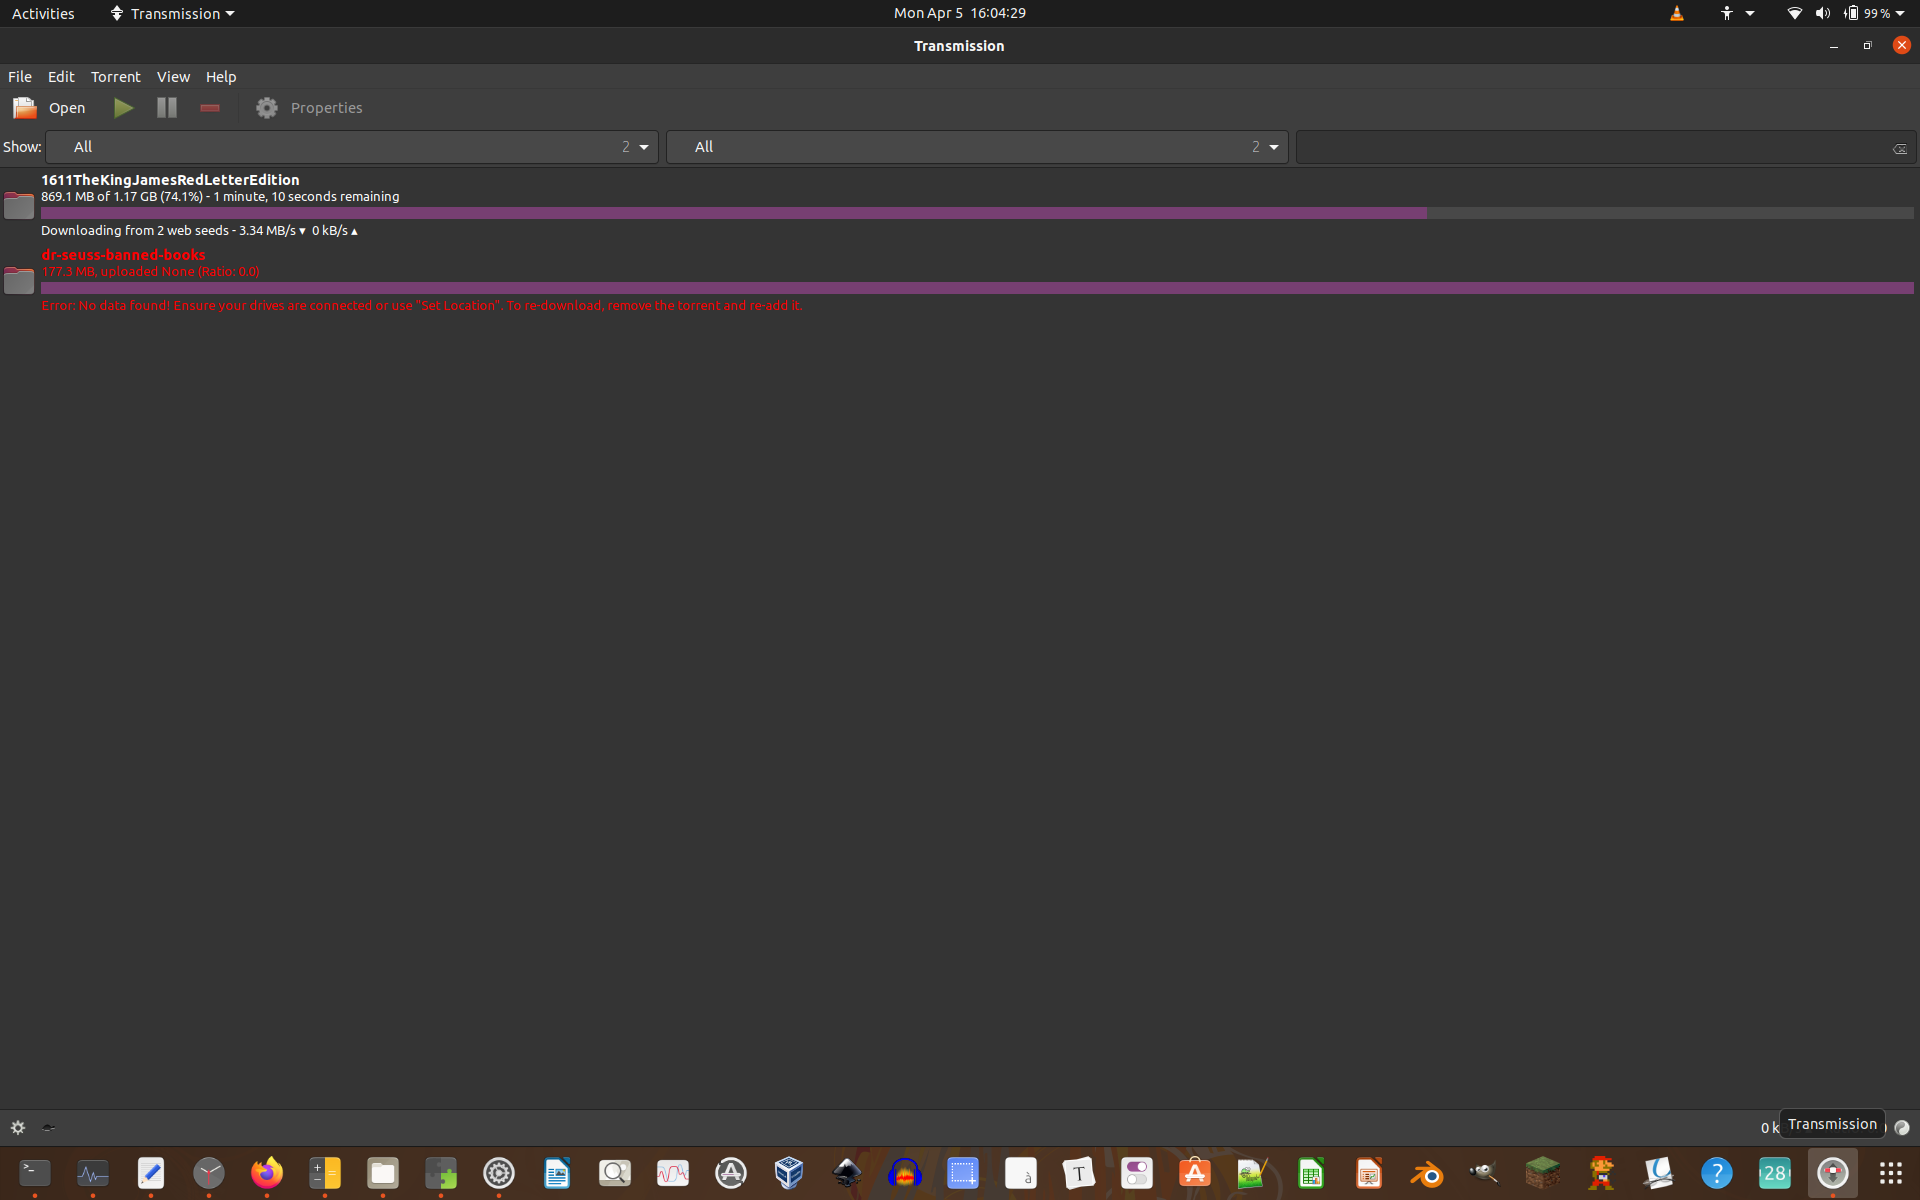 Activities Transmission Mon Apr 5 16:04:29 99 %
Transmission
File Edit Torrent View Help
Open Properties
Show: All 2 All 2
1611TheKingJamesRedLetterEdition
869.1 MB of 1.17 GB (74.1%) - 1 minute, 10 seconds remaining
Downloading from 2 web seeds - 3.34 MB/s ▾ 0 kB/s ▴
dr-seuss-banned-books
177.3 MB, uploaded None (Ratio: 0.0)
Error: No data found! Ensure your drives are connected or use "Set Location". To re-download, remove the torrent and re-add it.
0 k Transmission
>_ à T ? 28